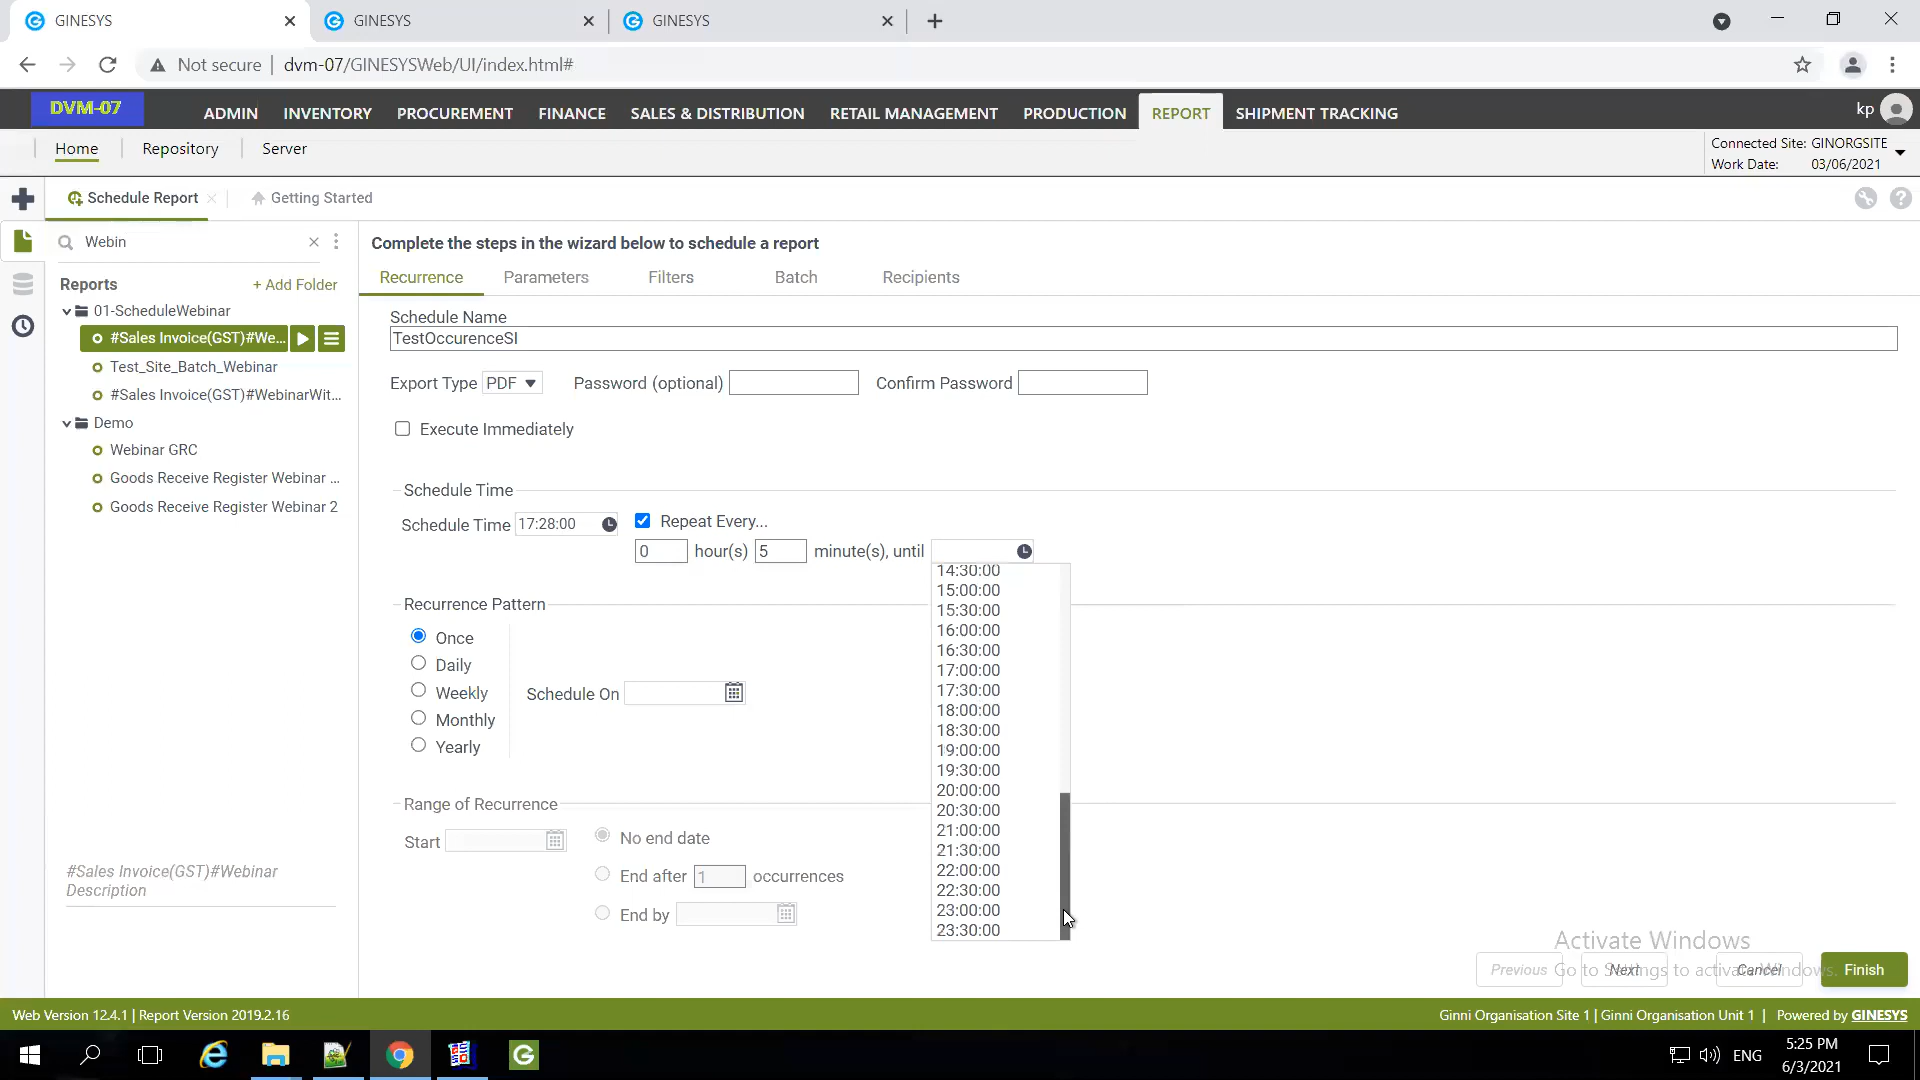 GINESYS
GINESYS
GINESYS
Not secure
dvm-07/GINESYSWeb/UI/index.html#
DVM-07
ADMIN INVENTORY PROCUREMENT FINANCE SALES & DISTRIBUTION RETAIL MANAGEMENT PRODUCTION REPORT SHIPMENT TRACKING
kp
Home Repository Server
Connected Site: GINORGSITE
Work Date: 03/06/2021
Schedule Report Getting Started
Webin
Reports + Add Folder
01-ScheduleWebinar
#Sales Invoice(GST)#We...
Test_Site_Batch_Webinar
#Sales Invoice(GST)#WebinarWit...
Demo
Webinar GRC
Goods Receive Register Webinar ...
Goods Receive Register Webinar 2
#Sales Invoice(GST)#Webinar
Description
Complete the steps in the wizard below to schedule a report
Recurrence Parameters Filters Batch Recipients
Schedule Name
TestOccurenceSI
Export Type PDF Password (optional) Confirm Password
Execute Immediately
Schedule Time
Schedule Time 17:28:00 Repeat Every...
0 hour(s) 5 minute(s), until
14:30:00
15:00:00
15:30:00
16:00:00
16:30:00
17:00:00
17:30:00
18:00:00
18:30:00
19:00:00
19:30:00
20:00:00
20:30:00
21:00:00
21:30:00
22:00:00
22:30:00
23:00:00
23:30:00
Recurrence Pattern
Once
Daily
Weekly
Monthly
Yearly
Schedule On
Range of Recurrence
Start
No end date
End after 1 occurrences
End by
Activate Windows
Go to Settings to activate Windows.
Previous Next Cancel Finish
Web Version 12.4.1 | Report Version 2019.2.16
Ginni Organisation Site 1 | Ginni Organisation Unit 1 | Powered by GINESYS
ENG
5:25 PM
6/3/2021